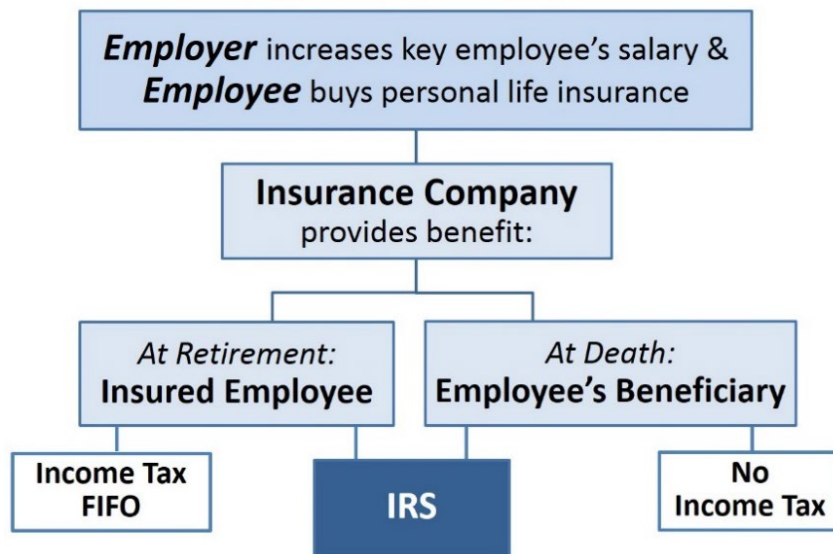 Employer increases key employee’s salary &
Employee buys personal life insurance
Insurance Company
provides benefit:
At Retirement:
Insured Employee
At Death:
Employee’s Beneficiary
Income Tax
FIFO
IRS
No
Income Tax